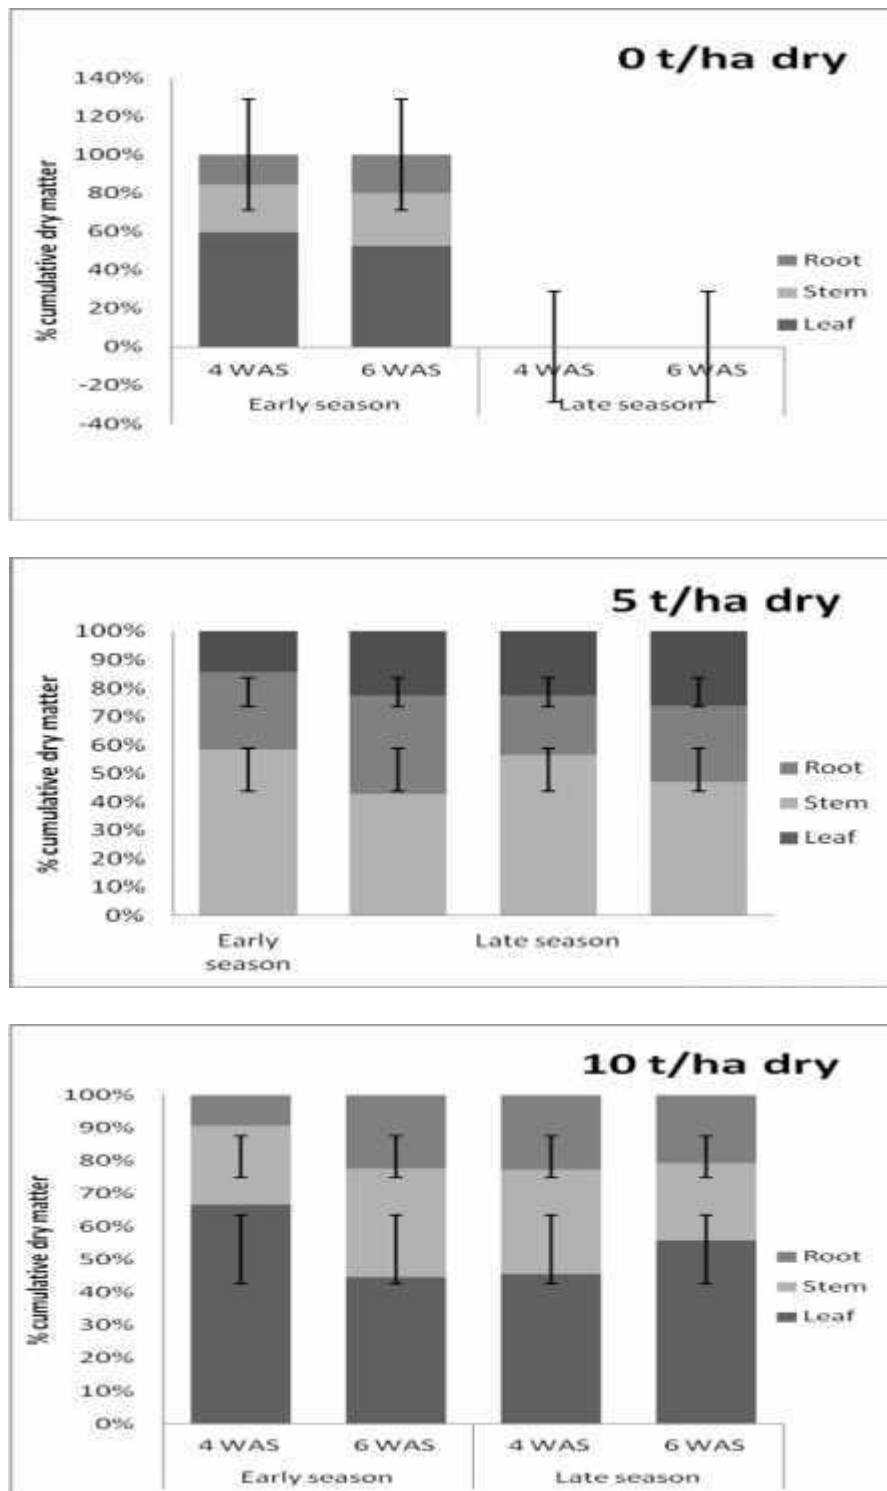 0 t/ha dry
% cumulative dry matter
140%
120%
100%
80%
60%
40%
20%
0%
-20%
-40%
4 WAS 6 WAS 4 WAS 6 WAS
Early season Late season
Root
Stem
Leaf
5 t/ha dry
% cumulative dry matter
100%
90%
80%
70%
60%
50%
40%
30%
20%
10%
0%
Early Late season
season
Root
Stem
Leaf
10 t/ha dry
% cumulative dry matter
100%
90%
80%
70%
60%
50%
40%
30%
20%
10%
0%
4 WAS 6 WAS 4 WAS 6 WAS
Early season Late season
Root
Stem
Leaf